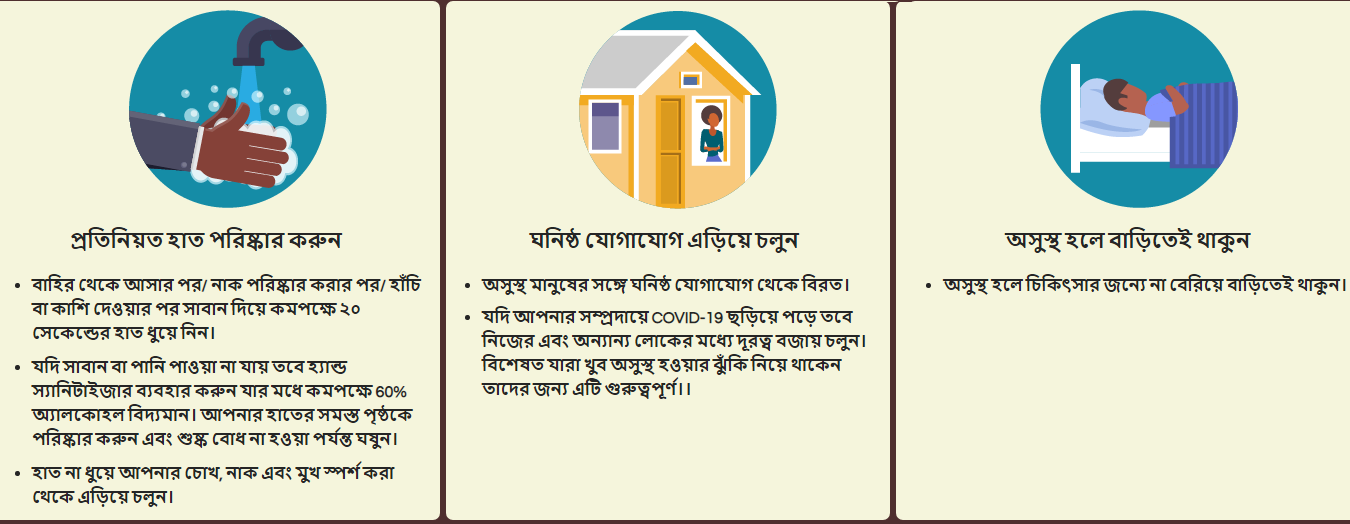 প্রতিনিয়ত হাত পরিষ্কার করুন
বাহির থেকে আসার পর/ নাক পরিষ্কার করার পর/ হাঁচি
বা কাশি দেওয়ার পর সাবান দিয়ে কমপক্ষে ২০
সেকেন্ডের হাত ধুয়ে নিন।
যদি সাবান বা পানি পাওয়া না যায় তবে হ্যান্ড
স্যানিটাইজার ব্যবহার করুন যার মধে কমপক্ষে 60%
অ্যালকোহল বিদ্যমান। আপনার হাতের সমস্ত পৃষ্ঠকে
পরিষ্কার করুন এবং শুষ্ক বোধ না হওয়া পর্যন্ত ঘষুন।
হাত না ধুয়ে আপনার চোখ, নাক এবং মুখ স্পর্শ করা
থেকে এড়িয়ে চলুন।
ঘনিষ্ঠ যোগাযোগ এড়িয়ে চলুন
অসুস্থ মানুষের সঙ্গে ঘনিষ্ঠ যোগাযোগ থেকে বিরত।
যদি আপনার সম্প্রদায়ে COVID-19 ছড়িয়ে পড়ে তবে
নিজের এবং অন্যান্য লোকের মধ্যে দূরত্ব বজায় চলুন।
বিশেষত যারা খুব অসুস্থ হওয়ার ঝুঁকি নিয়ে থাকেন
তাদের জন্য এটি গুরুত্বপূর্ণ।।
অসুস্থ হলে বাড়িতেই থাকুন
অসুস্থ হলে চিকিৎসার জন্যে না বেরিয়ে বাড়িতেই থাকুন।